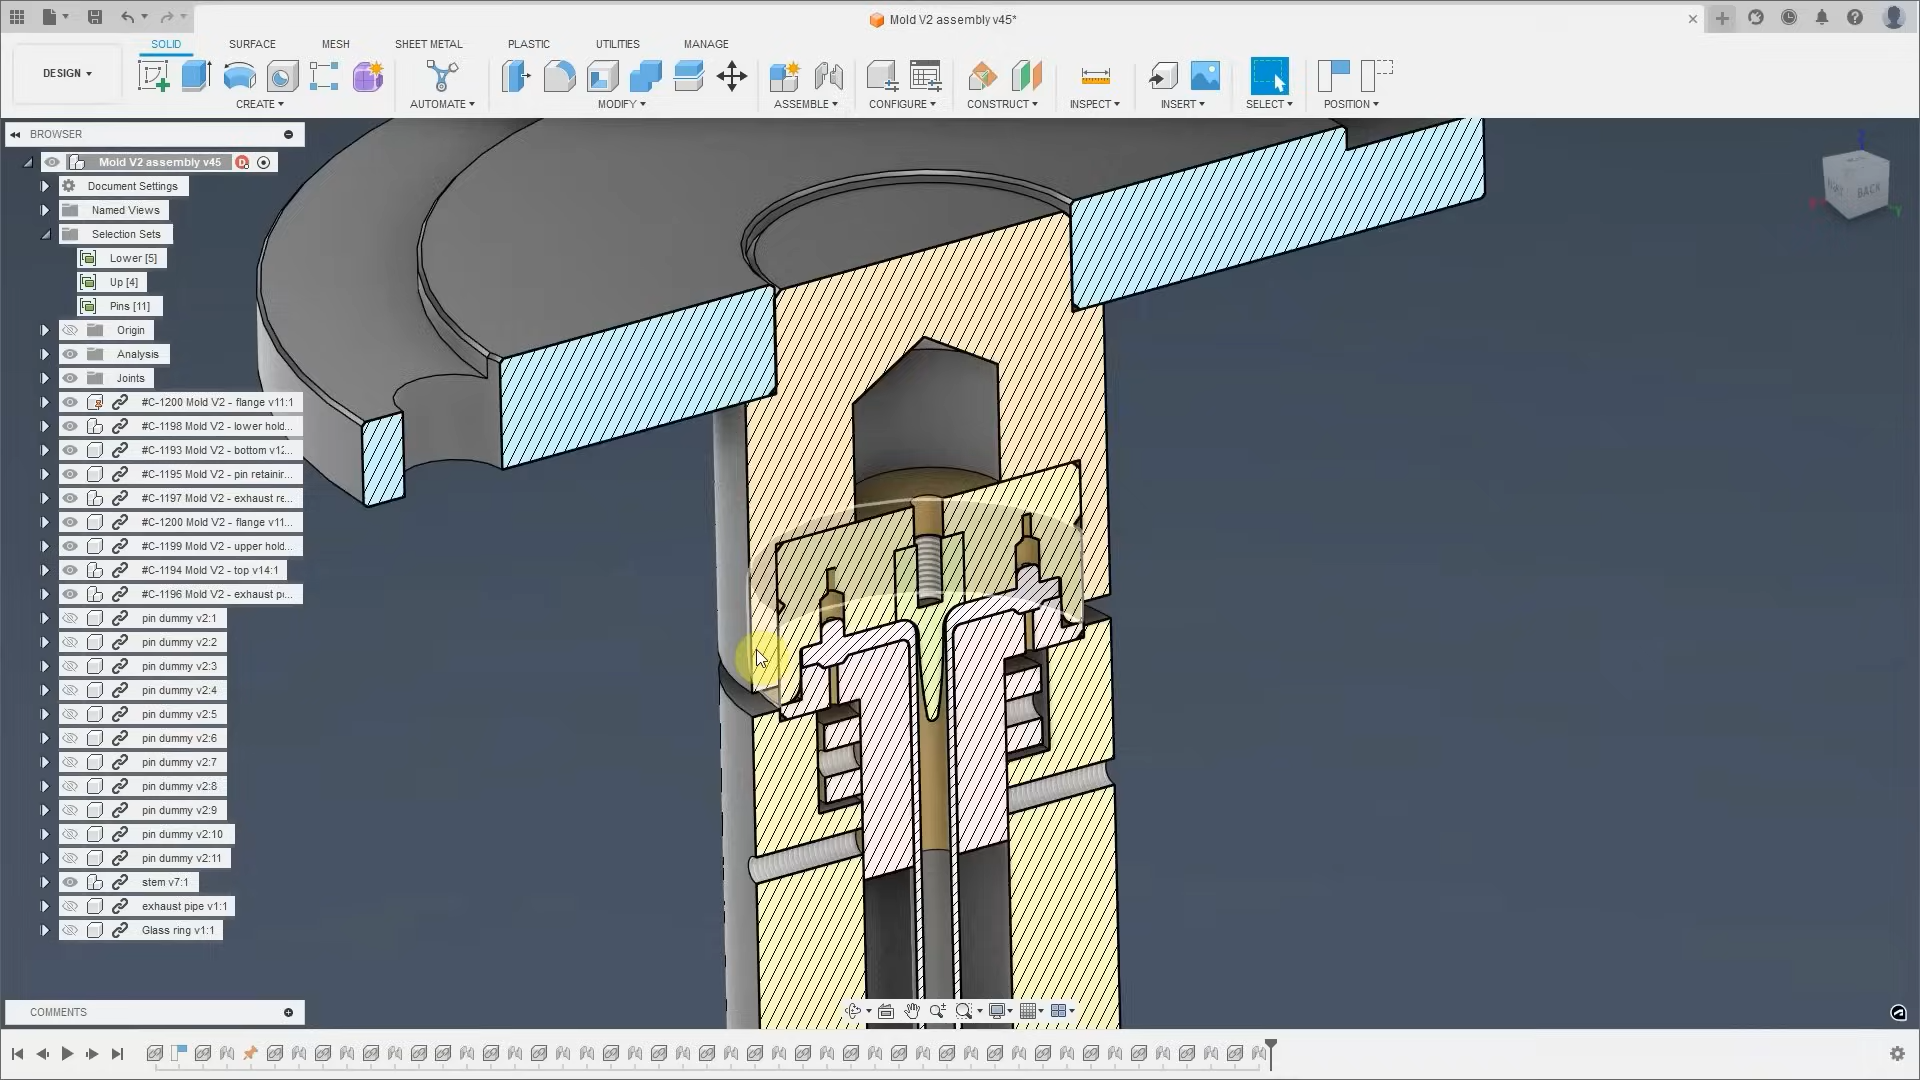 Mold V2 assembly v45*
SOLID SURFACE MESH SHEET METAL PLASTIC UTILITIES MANAGE
DESIGN
CREATE AUTOMATE MODIFY ASSEMBLE CONFIGURE CONSTRUCT INSPECT INSERT SELECT POSITION
BROWSER
Mold V2 assembly v45
Document Settings
Named Views
Selection Sets
Lower [5]
Up [4]
Pins [11]
Origin
Analysis
Joints
#C-1200 Mold V2 - flange v11:1
#C-1198 Mold V2 - lower hold...
#C-1193 Mold V2 - bottom v12...
#C-1195 Mold V2 - pin retainir...
#C-1197 Mold V2 - exhaust re...
#C-1200 Mold V2 - flange v11...
#C-1199 Mold V2 - upper hold...
#C-1194 Mold V2 - top v14:1
#C-1196 Mold V2 - exhaust pı...
pin dummy v2:1
pin dummy v2:2
pin dummy v2:3
pin dummy v2:4
pin dummy v2:5
pin dummy v2:6
pin dummy v2:7
pin dummy v2:8
pin dummy v2:9
pin dummy v2:10
pin dummy v2:11
stem v7:1
exhaust pipe v1:1
Glass ring v1:1
COMMENTS
BACK
Z